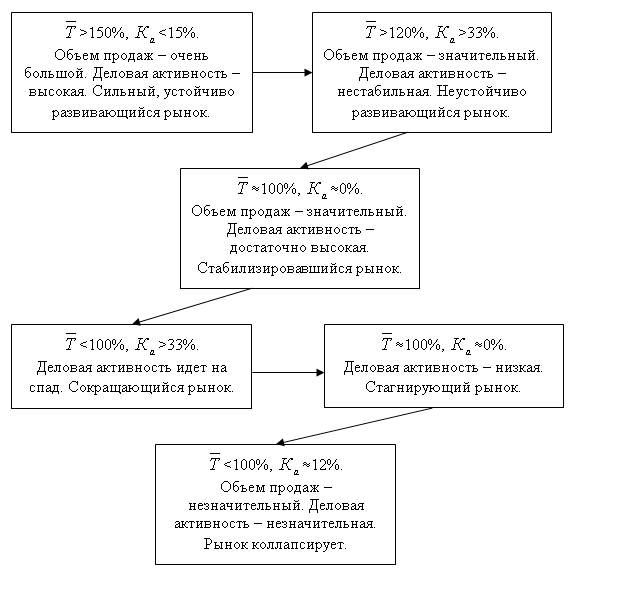 T̅ >150%, Kₐ <15%.
Объем продаж – очень
большой. Деловая активность –
высокая. Сильный, устойчиво
развивающийся рынок.
T̅ >120%, Kₐ >33%.
Объем продаж – значительный.
Деловая активность –
нестабильная. Неустойчиво
развивающийся рынок.
T̅ ≈100%, Kₐ ≈0%.
Объем продаж – значительный.
Деловая активность –
достаточно высокая.
Стабилизировавшийся рынок.
T̅ <100%, Kₐ >33%.
Деловая активность идет на
спад. Сокращающийся рынок.
T̅ ≈100%, Kₐ ≈0%.
Деловая активность – низкая.
Стагнирующий рынок.
T̅ <100%, Kₐ ≈12%.
Объем продаж –
незначительный. Деловая
активность – незначительная.
Рынок коллапсирует.